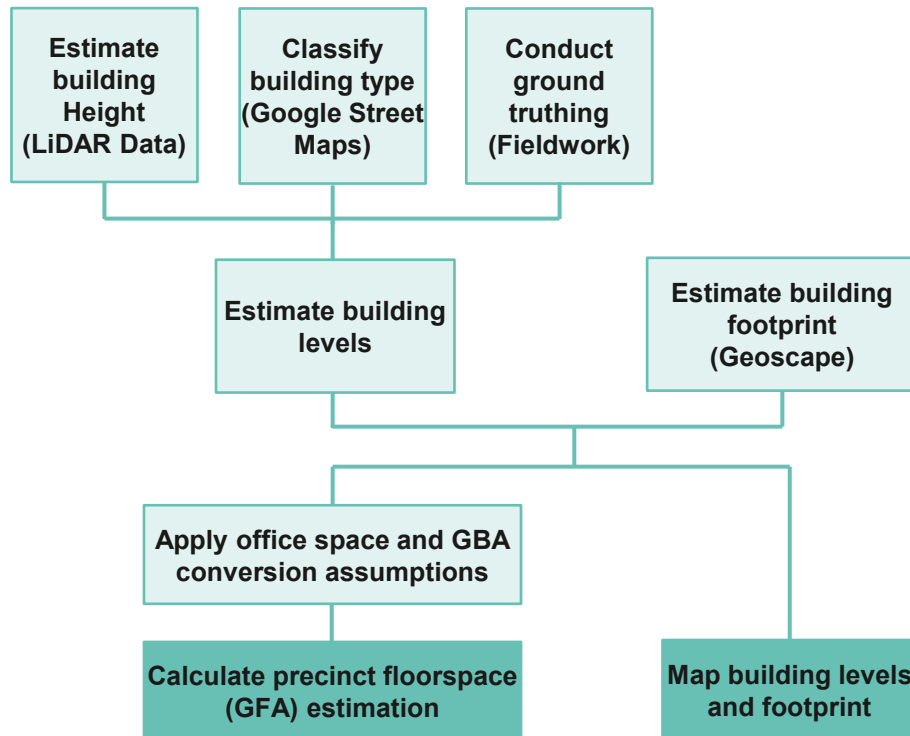 Estimate
building
Height
(LiDAR Data)
Classify
building type
(Google Street
Maps)
Conduct
ground
truthing
(Fieldwork)
Estimate building
levels
Estimate building
footprint
(Geoscape)
Apply office space and GBA
conversion assumptions
Calculate precinct floorspace
(GFA) estimation
Map building levels
and footprint